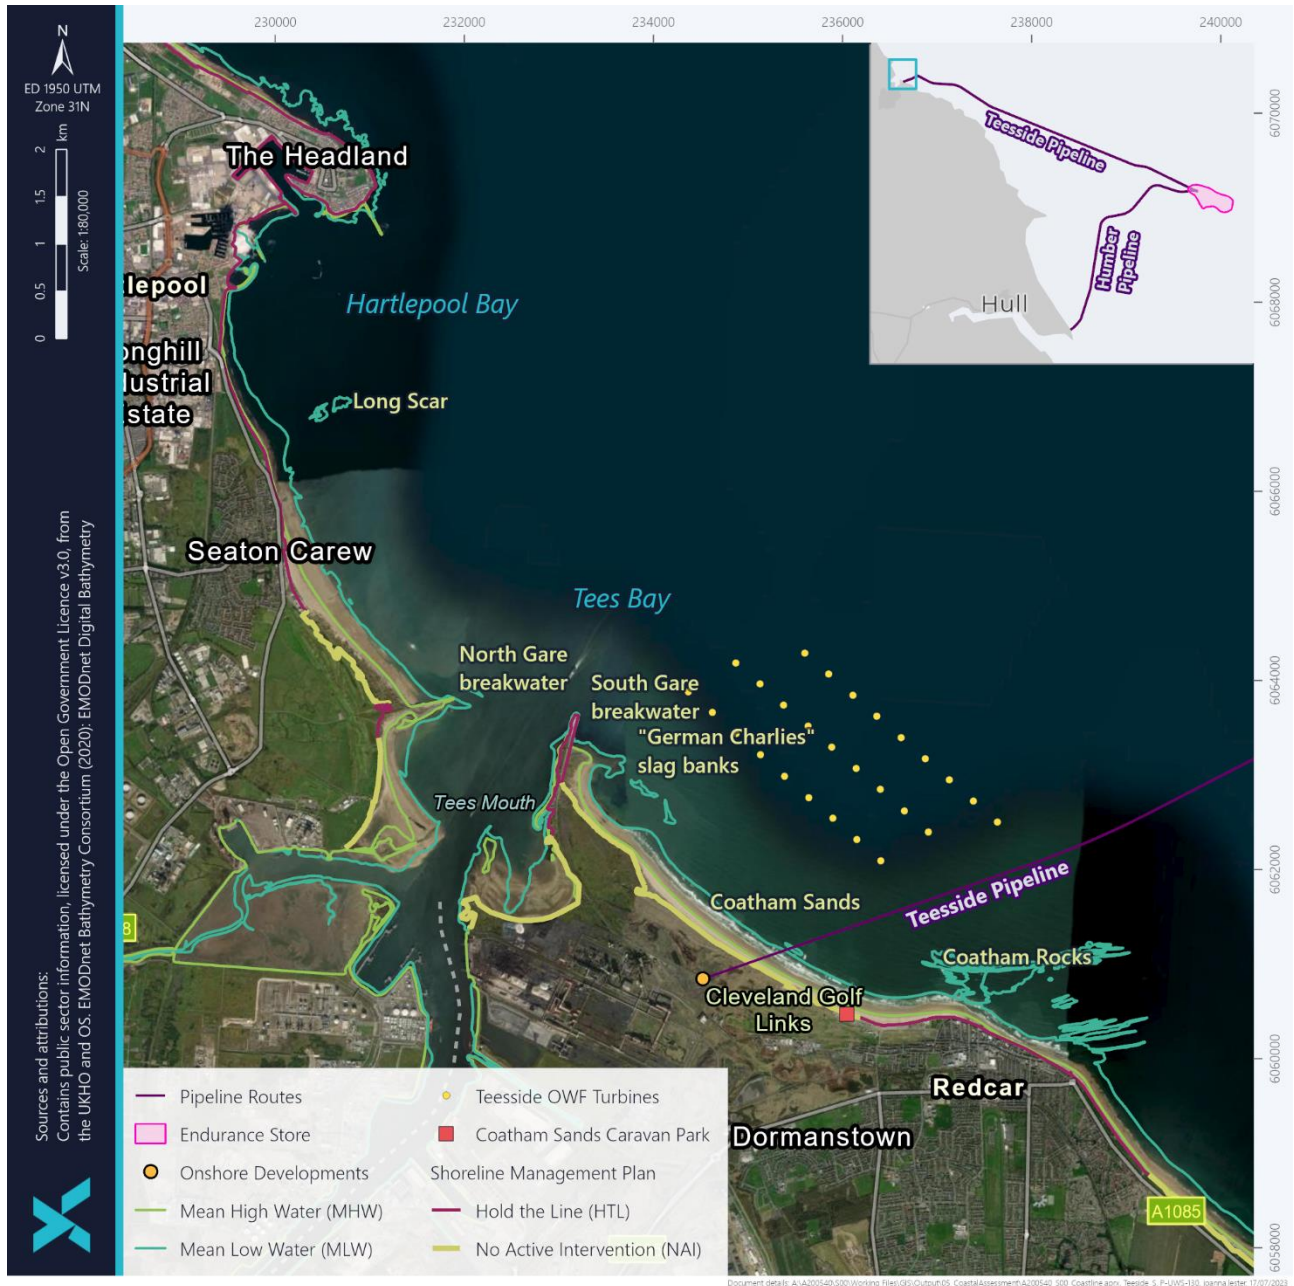 230000
232000
234000
236000
238000
240000
N
ED 1950 UTM
Zone 31N
km
2
1.5
1
0.5
0
Scale: 1:80,000
6070000
6068000
6066000
6064000
6062000
6060000
6058000
Teesside Pipeline
Humber
Pipeline
Hull
The Headland
lepool
Hartlepool Bay
onghill
dustrial
state
Long Scar
Seaton Carew
Tees Bay
North Gare
breakwater
South Gare
breakwater
"German Charlies"
slag banks
Tees Mouth
Coatham Sands
Teesside Pipeline
Coatham Rocks
8
Cleveland Golf
Links
Redcar
Dormanstown
A1085
Pipeline Routes
Endurance Store
Onshore Developments
Mean High Water (MHW)
Mean Low Water (MLW)
Teesside OWF Turbines
Coatham Sands Caravan Park
Shoreline Management Plan
Hold the Line (HTL)
No Active Intervention (NAI)
Sources and attributions:
Contains public sector information, licensed under the Open Government Licence v3.0, from
the UKHO and OS. EMODnet Bathymetry Consortium (2020): EMODnet Digital Bathymetry